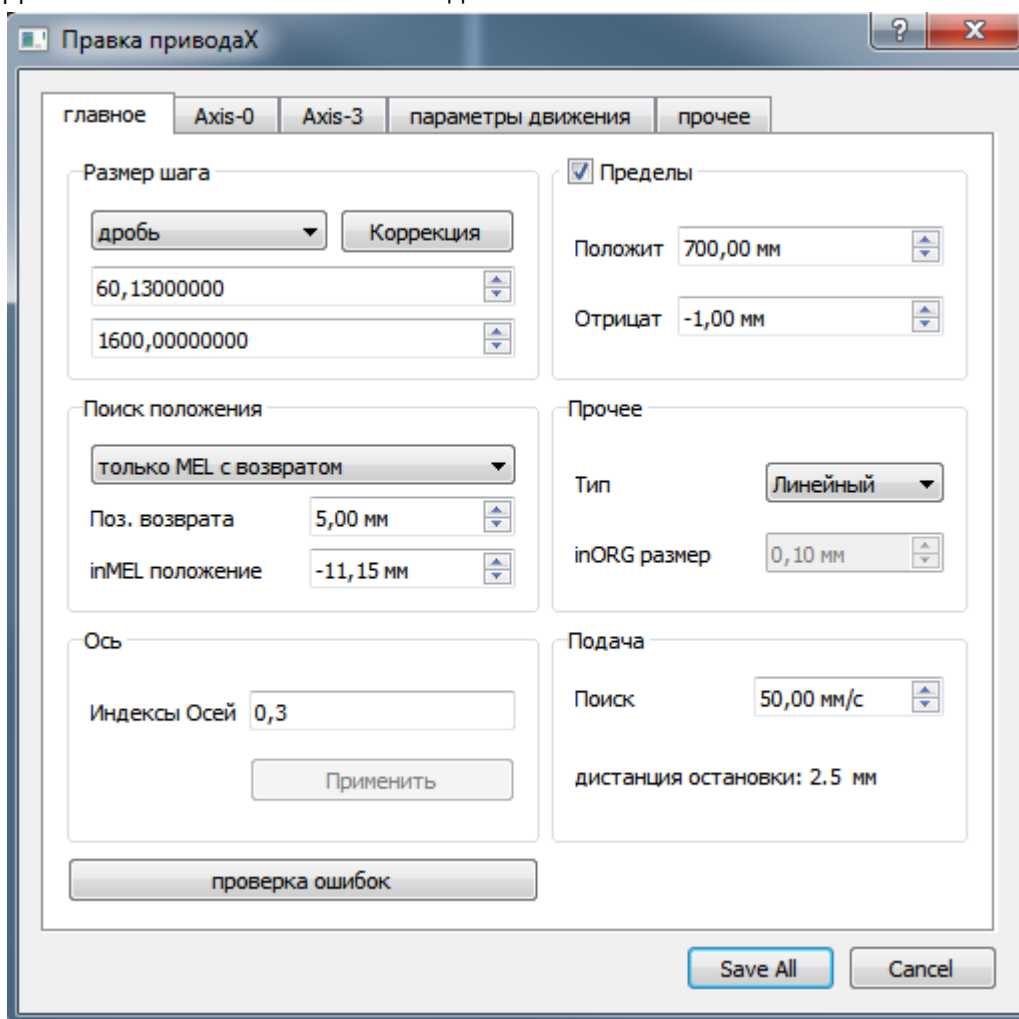 Правка приводаX
?
главное
Axis-0
Axis-3
параметры движения
прочее
Размер шага
дробь
Коррекция
60,13000000
1600,00000000
Пределы
Положит 700,00 мм
Отрицат -1,00 мм
Поиск положения
только MEL с возвратом
Поз. возврата 5,00 мм
inMEL положение -11,15 мм
Прочее
Тип Линейный
inORG размер 0,10 мм
Ось
Индексы Осей 0,3
Применить
Подача
Поиск 50,00 мм/с
дистанция остановки: 2.5 мм
проверка ошибок
Save All
Cancel